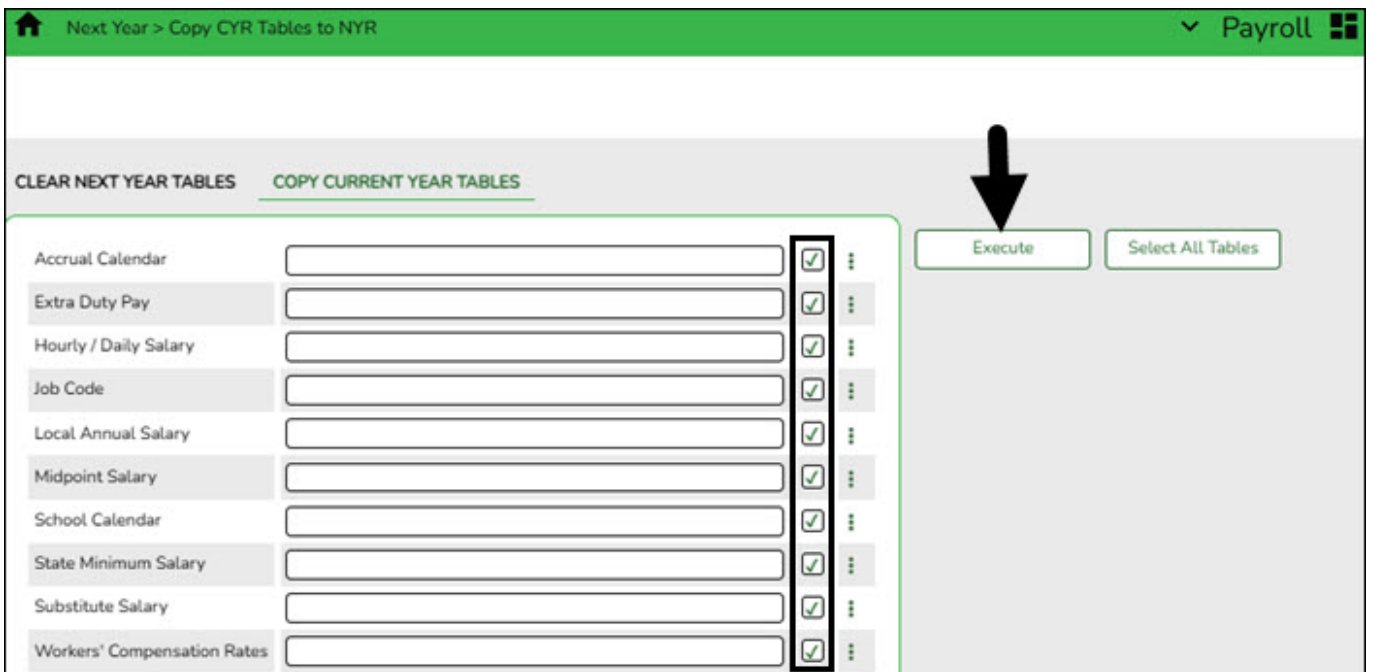 Next Year > Copy CYR Tables to NYR
Payroll
CLEAR NEXT YEAR TABLES
COPY CURRENT YEAR TABLES
Execute
Select All Tables
Accrual Calendar
Extra Duty Pay
Hourly / Daily Salary
Job Code
Local Annual Salary
Midpoint Salary
School Calendar
State Minimum Salary
Substitute Salary
Workers' Compensation Rates